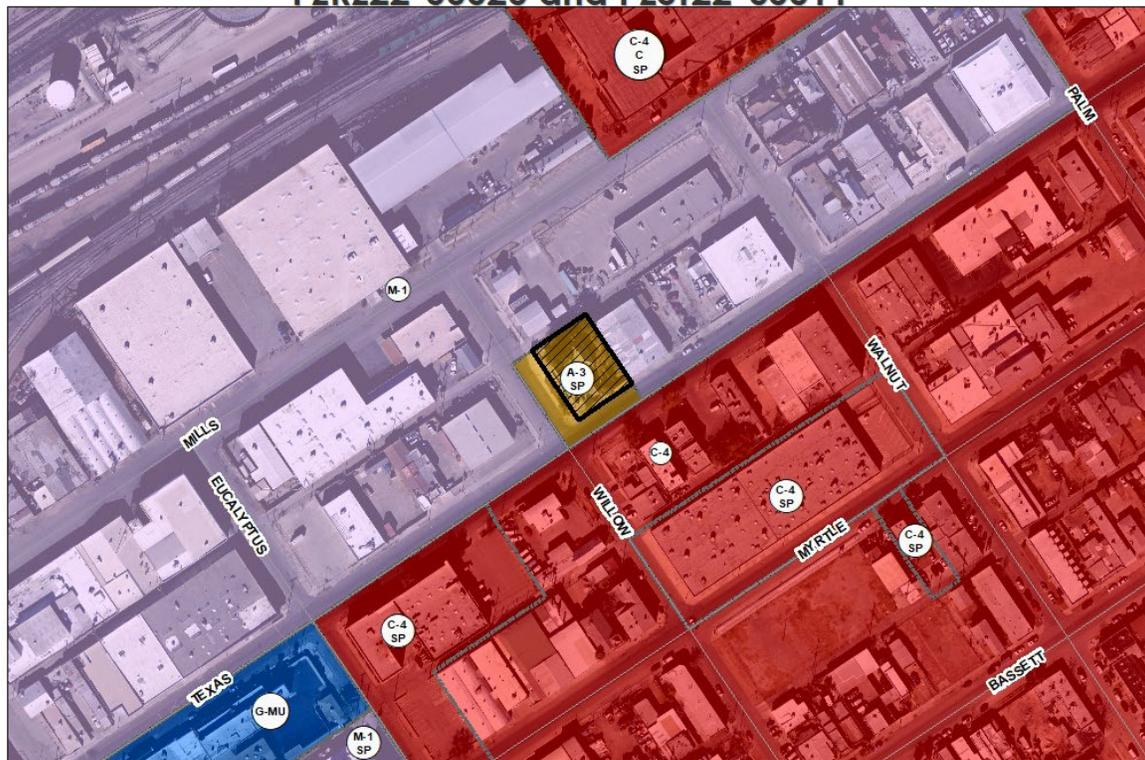 and
C-4
C
SP
PALM
M-1
WALNUT
A-3
SP
MILLS
C-4
EUCALYPTUS
WILLOW
C-4
SP
MYRTLE
C-4
SP
C-4
SP
TEXAS
BASSETT
G-MU
M-1
SP